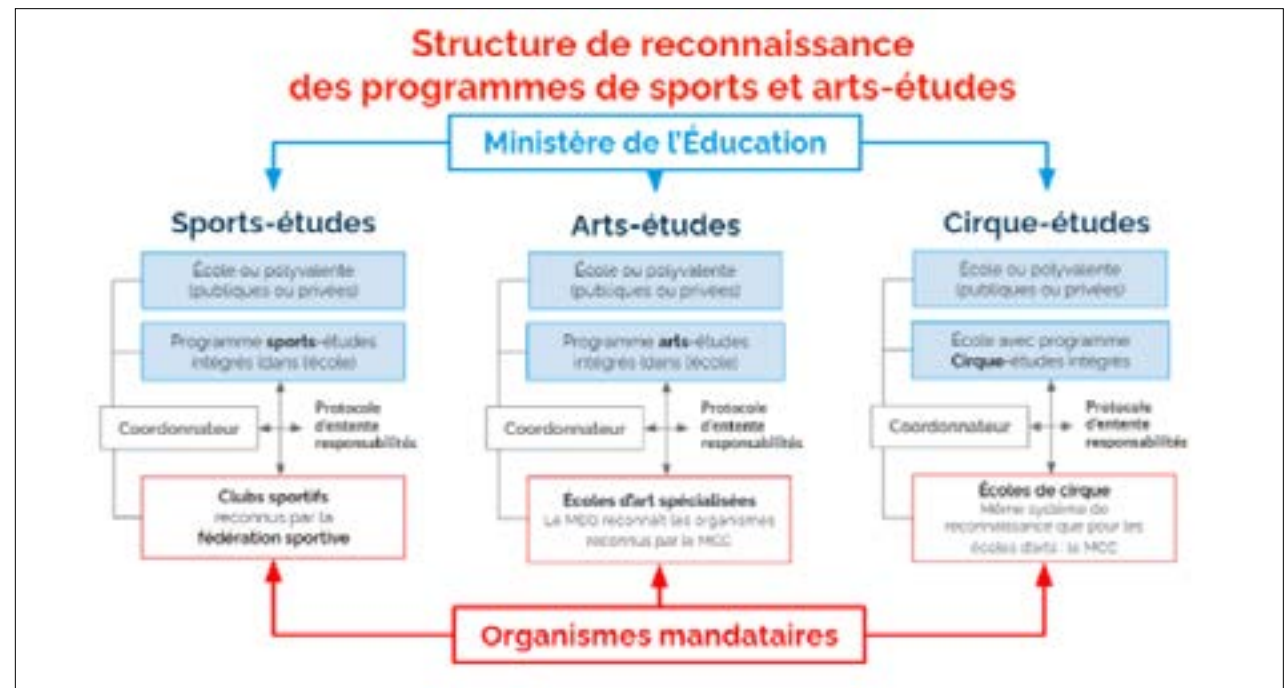 Structure de reconnaissance
des programmes de sports et arts-études
Ministère de l'Éducation
Sports-études
École ou polyvalente
(publiques ou privées)
Programme sports-études
intégrés (dans l'école)
Coordonnateur
Protocole
d'entente
responsabilités
Clubs sportifs
reconnus par la
fédération sportive
Arts-études
École ou polyvalente
(publiques ou privées)
Programme arts-études
intégrés (dans l'école)
Coordonnateur
Protocole
d'entente
responsabilités
Écoles d'art spécialisées
Le MEQ reconnaît les organismes
reconnus par le MCC
Cirque-études
École ou polyvalente
(publiques ou privées)
École avec programme
Cirque-études intégrés
Coordonnateur
Protocole
d'entente
responsabilités
Écoles de cirque
Même système de
reconnaissance que pour les
écoles d'arts : le MCC
Organismes mandataires